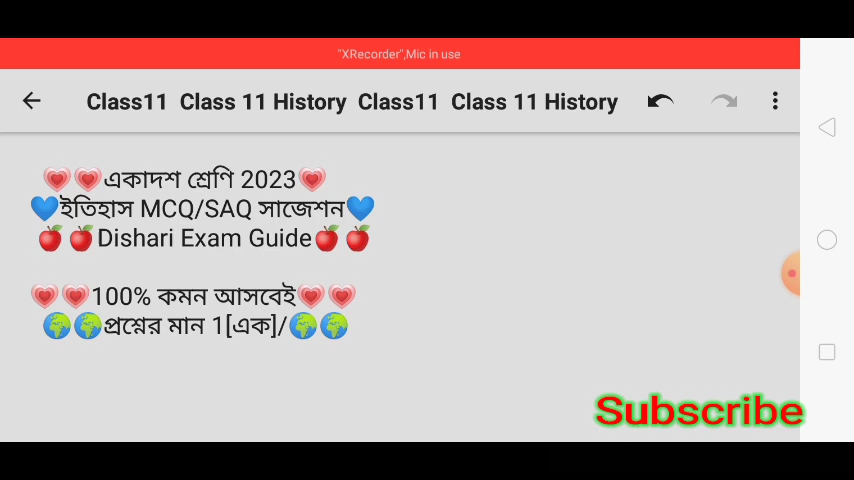 "XRecorder",Mic in use
Class11 Class 11 History Class11 Class 11 History
💗💗একাদশ শ্রেণি 2023💗
💙ইতিহাস MCQ/SAQ সাজেশন💙
🍎🍎Dishari Exam Guide🍎🍎
💗💗100% কমন আসবেই💗💗
🌍🌍প্রশ্নের মান 1[এক]/🌍🌍
Subscribe